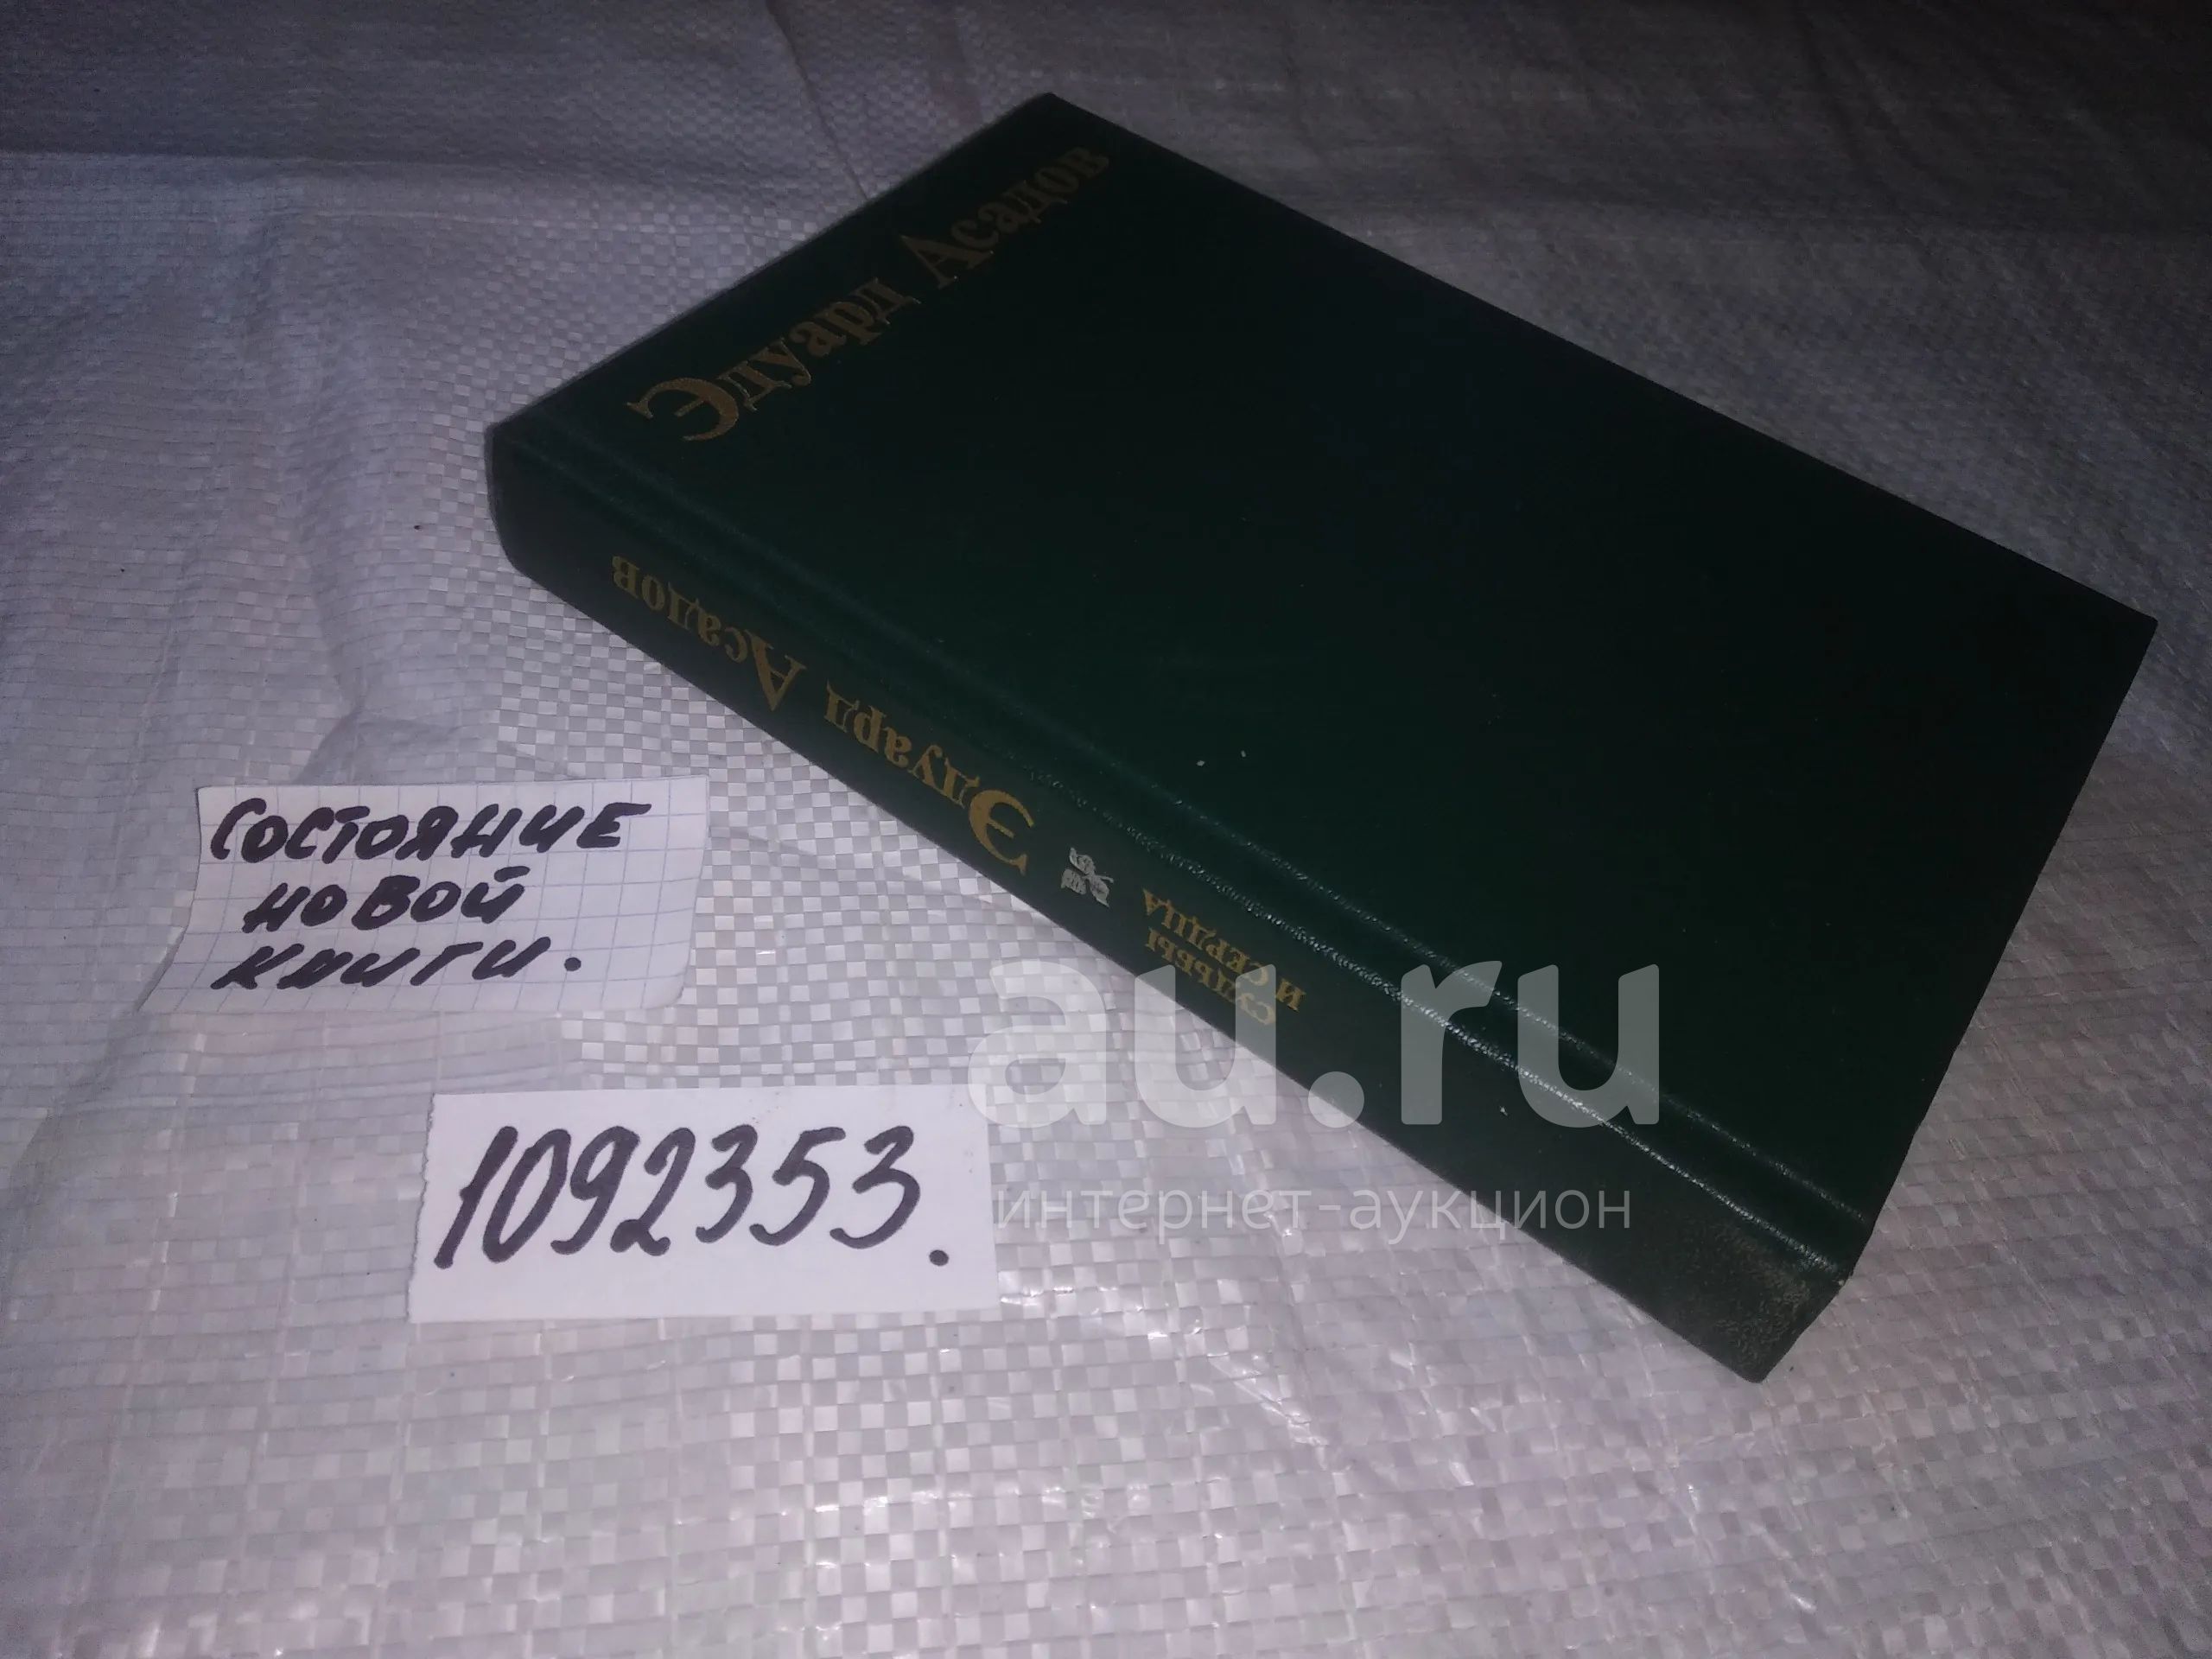 Эдуард Асадов
Эдуард Асадов
СУДЬБЫ
И СЕРДЦА
СОСТОЯНИЕ
НОВОЙ
КНИГИ.
1092353.
au.ru
интернет-аукцион